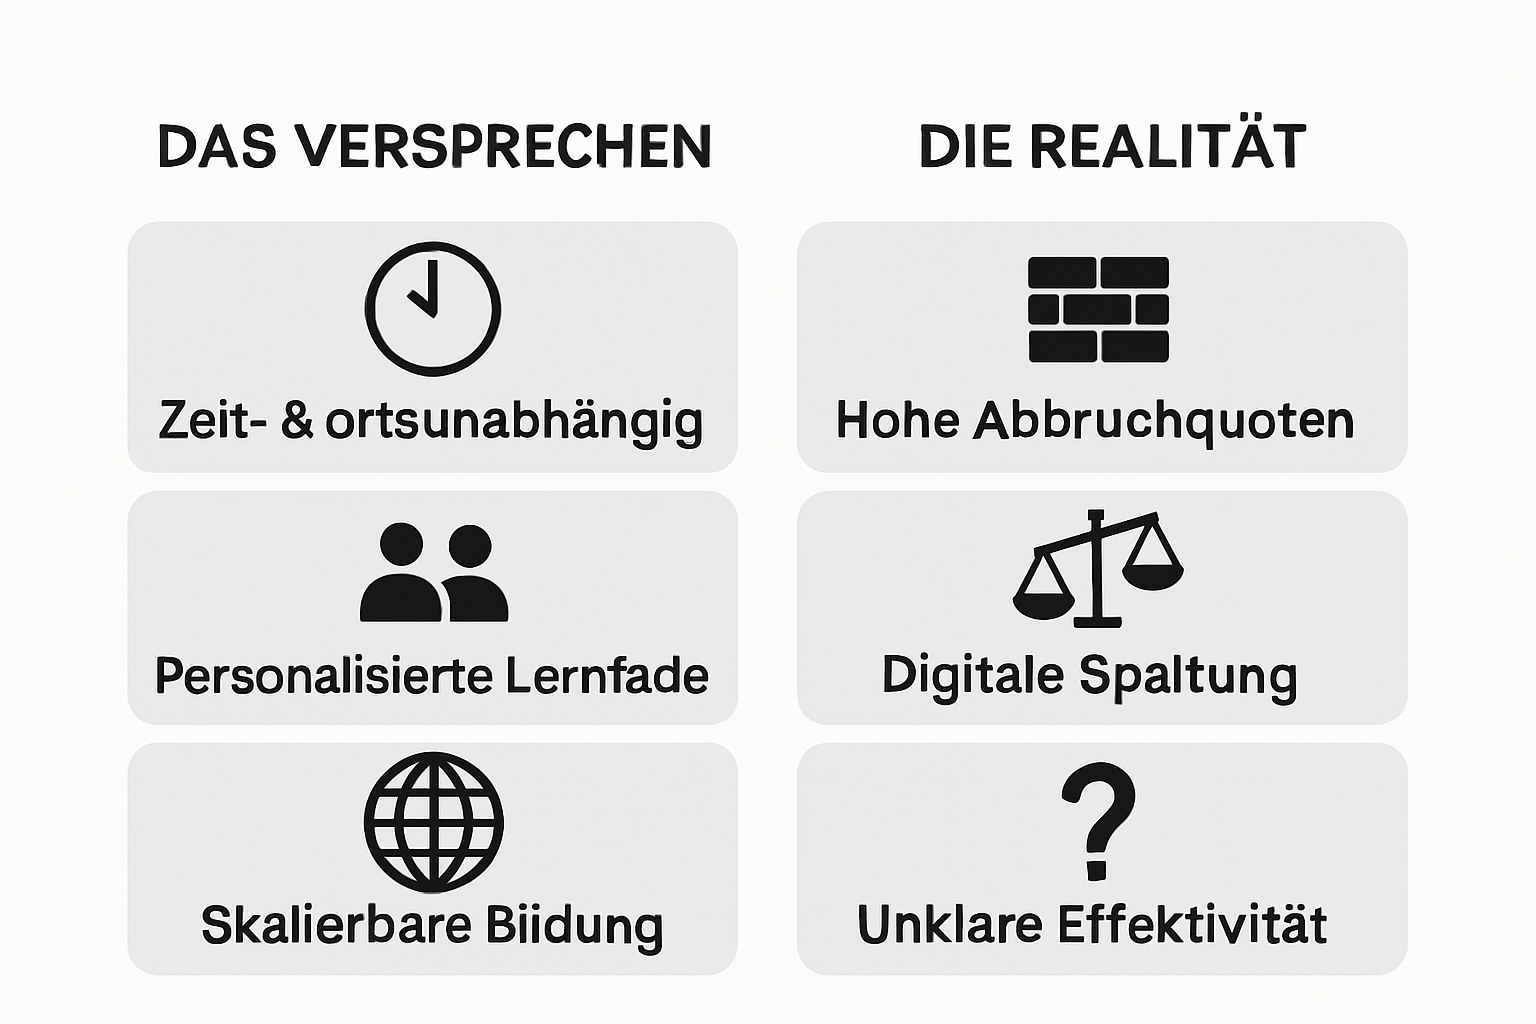 DAS VERSPRECHEN
Zeit- & ortsunabhängig
Personalisierte Lernfade
Skalierbare Biidung
DIE REALITÄT
Hohe Abbruchquoten
Digitale Spaltung
Unklare Effektivität